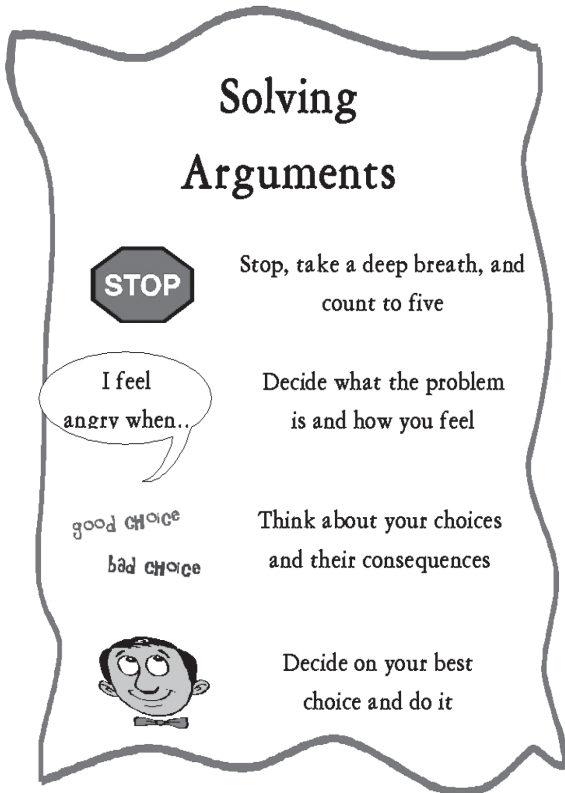 Solving
Arguments
STOP
Stop, take a deep breath, and
count to five
I feel
angry when..
Decide what the problem
is and how you feel
good choice
bad choice
Think about your choices
and their consequences
Decide on your best
choice and do it